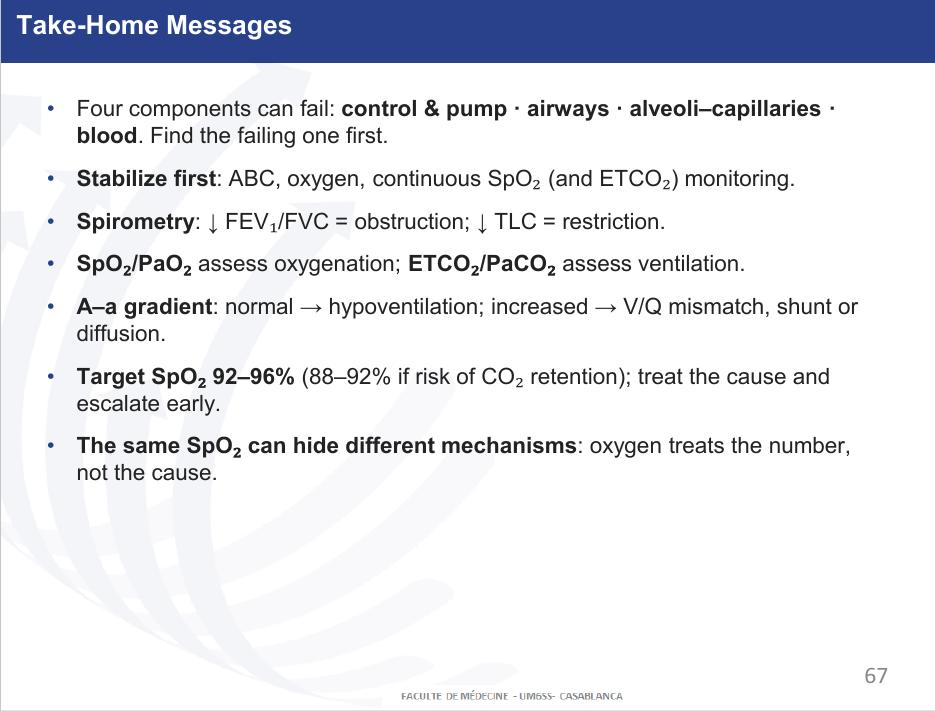 Take-Home Messages
• Four components can fail: control & pump · airways · alveoli–capillaries ·
blood. Find the failing one first.
• Stabilize first: ABC, oxygen, continuous SpO₂ (and ETCO₂) monitoring.
• Spirometry: ↓ FEV₁/FVC = obstruction; ↓ TLC = restriction.
• SpO₂/PaO₂ assess oxygenation; ETCO₂/PaCO₂ assess ventilation.
• A–a gradient: normal → hypoventilation; increased → V/Q mismatch, shunt or
diffusion.
• Target SpO₂ 92–96% (88–92% if risk of CO₂ retention); treat the cause and
escalate early.
• The same SpO₂ can hide different mechanisms: oxygen treats the number,
not the cause.
67
FACULTE DE MÉDECINE - UM6SS- CASABLANCA